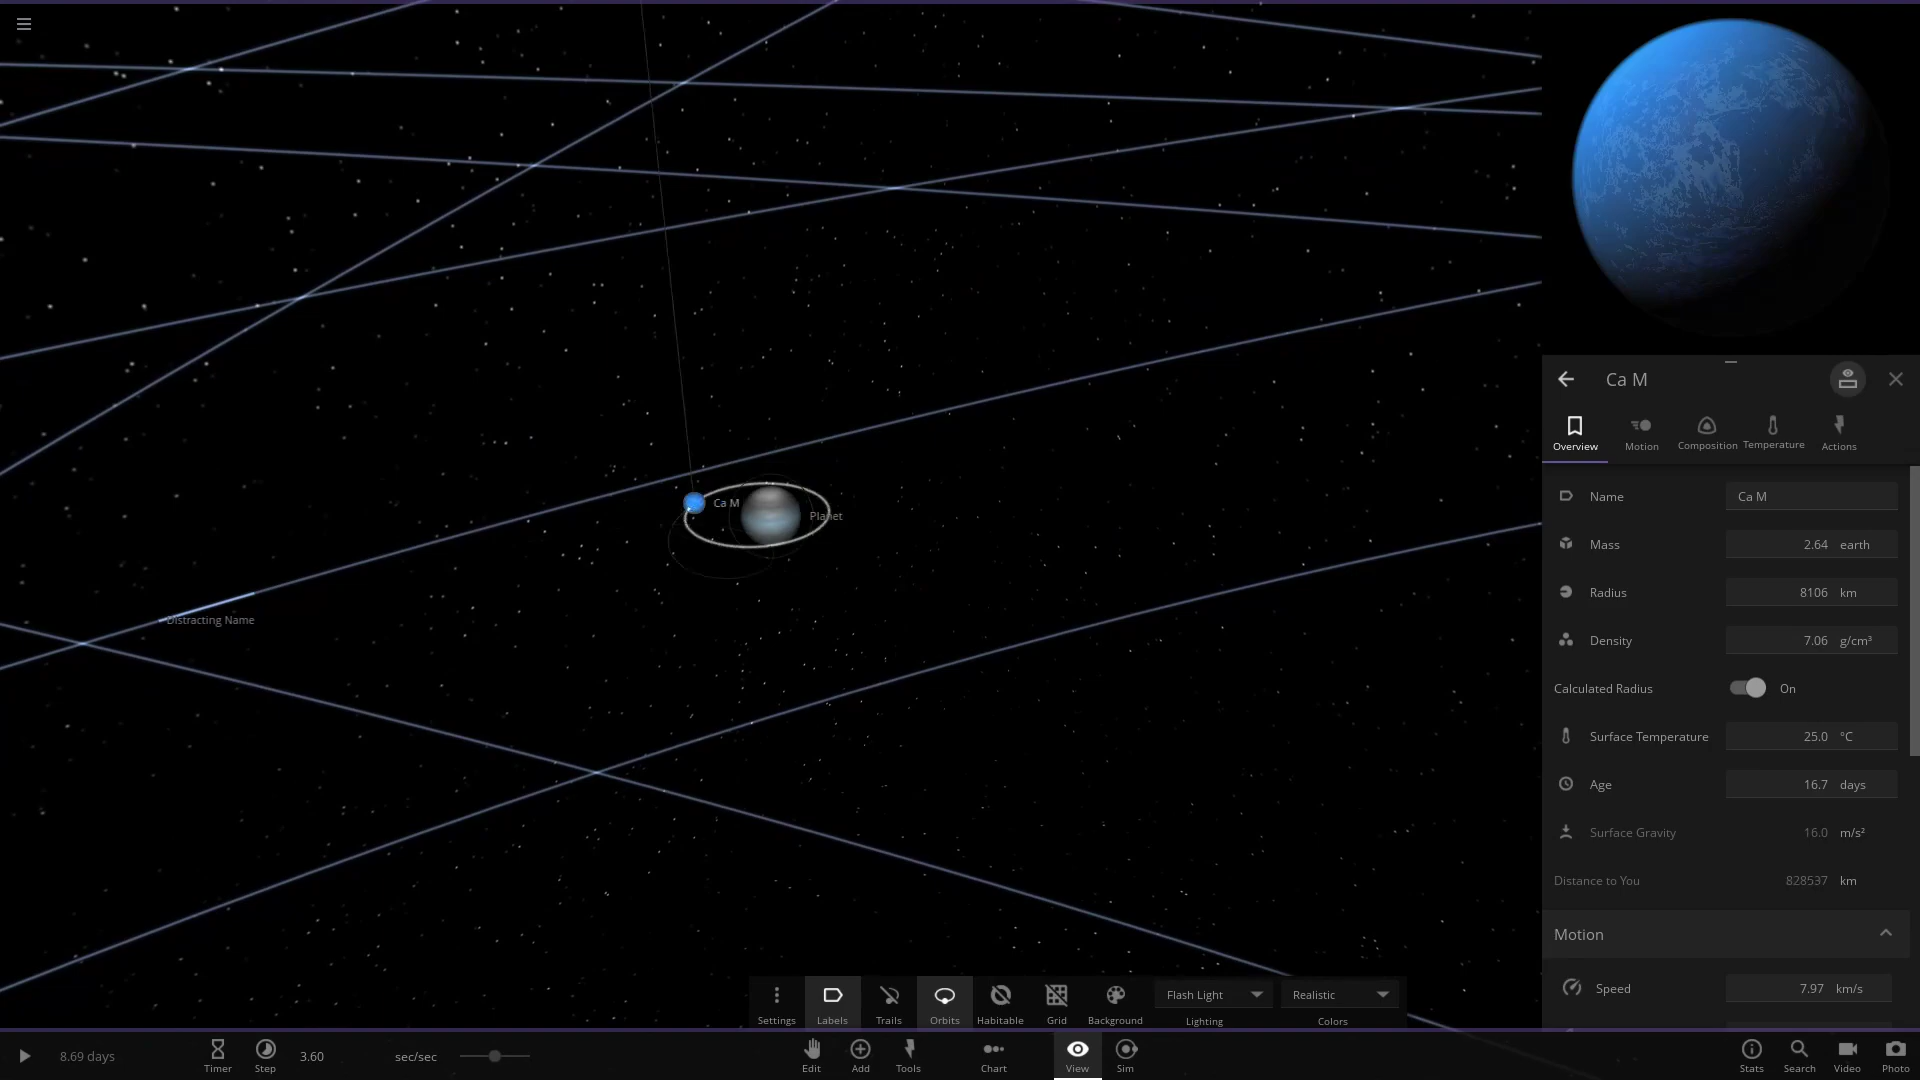 Ca M
Planet
Distracting Name
Ca M
Overview
Motion
Composition
Temperature
Actions
Name Ca M
Mass 2.64 earth
Radius 8106 km
Density 7.06 g/cm³
Calculated Radius On
Surface Temperature 25.0 °C
Age 16.7 days
Surface Gravity 16.0 m/s²
Distance to You 828537 km
Motion
Speed 7.97 km/s
Settings
Labels
Trails
Orbits
Habitable
Grid
Background
Flash Light
Lighting
Realistic
Colors
8.69 days
Timer
Step
3.60 sec/sec
Edit
Add
Tools
Chart
View
Sim
Stats
Search
Video
Photo